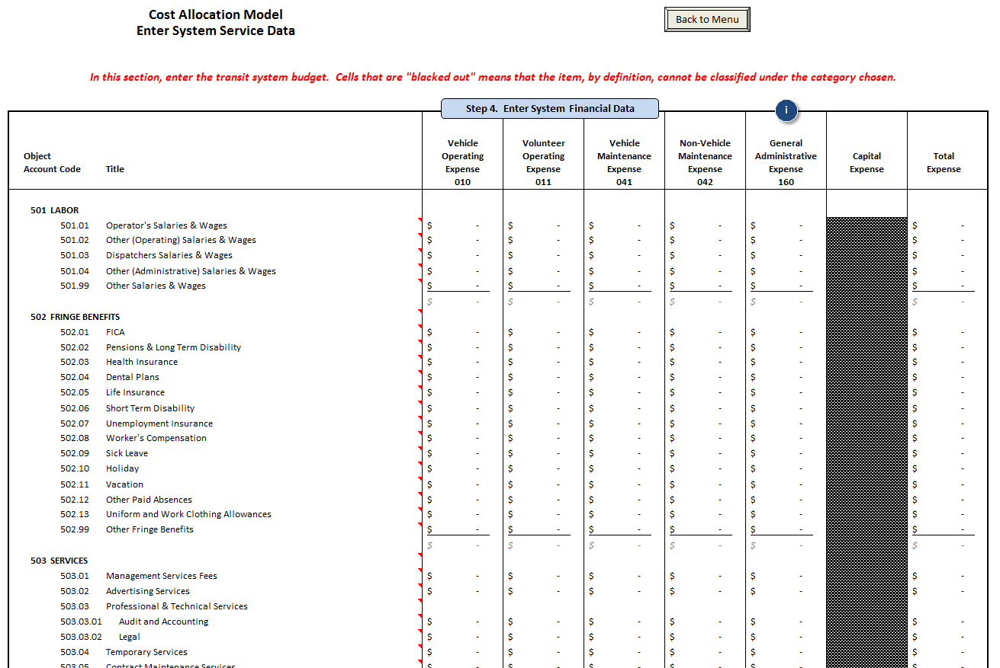 Cost Allocation Model
Enter System Service Data
Back to Menu
In this section, enter the transit system budget. Cells that are "blacked out" means that the item, by definition, cannot be classified under the category chosen.
Step 4. Enter System Financial Data
i
Object
Account Code Title
Vehicle
Operating
Expense
010
Volunteer
Operating
Expense
011
Vehicle
Maintenance
Expense
041
Non-Vehicle
Maintenance
Expense
042
General
Administrative
Expense
160
Capital
Expense
Total
Expense
501 LABOR
501.01 Operator's Salaries & Wages $ - $ - $ - $ - $ - $ -
501.02 Other (Operating) Salaries & Wages $ - $ - $ - $ - $ - $ -
501.03 Dispatchers Salaries & Wages $ - $ - $ - $ - $ - $ -
501.04 Other (Administrative) Salaries & Wages $ - $ - $ - $ - $ - $ -
501.99 Other Salaries & Wages $ - $ - $ - $ - $ - $ -
$ - $ - $ - $ - $ - $ -
502 FRINGE BENEFITS
502.01 FICA $ - $ - $ - $ - $ - $ -
502.02 Pensions & Long Term Disability $ - $ - $ - $ - $ - $ -
502.03 Health Insurance $ - $ - $ - $ - $ - $ -
502.04 Dental Plans $ - $ - $ - $ - $ - $ -
502.05 Life Insurance $ - $ - $ - $ - $ - $ -
502.06 Short Term Disability $ - $ - $ - $ - $ - $ -
502.07 Unemployment Insurance $ - $ - $ - $ - $ - $ -
502.08 Worker's Compensation $ - $ - $ - $ - $ - $ -
502.09 Sick Leave $ - $ - $ - $ - $ - $ -
502.10 Holiday $ - $ - $ - $ - $ - $ -
502.11 Vacation $ - $ - $ - $ - $ - $ -
502.12 Other Paid Absences $ - $ - $ - $ - $ - $ -
502.13 Uniform and Work Clothing Allowances $ - $ - $ - $ - $ - $ -
502.99 Other Fringe Benefits $ - $ - $ - $ - $ - $ -
$ - $ - $ - $ - $ - $ -
503 SERVICES
503.01 Management Services Fees $ - $ - $ - $ - $ - $ -
503.02 Advertising Services $ - $ - $ - $ - $ - $ -
503.03 Professional & Technical Services
503.03.01 Audit and Accounting $ - $ - $ - $ - $ - $ -
503.03.02 Legal $ - $ - $ - $ - $ - $ -
503.04 Temporary Services $ - $ - $ - $ - $ - $ -
503.05 Contract Maintenance Services $ - $ - $ - $ - $ - $ -